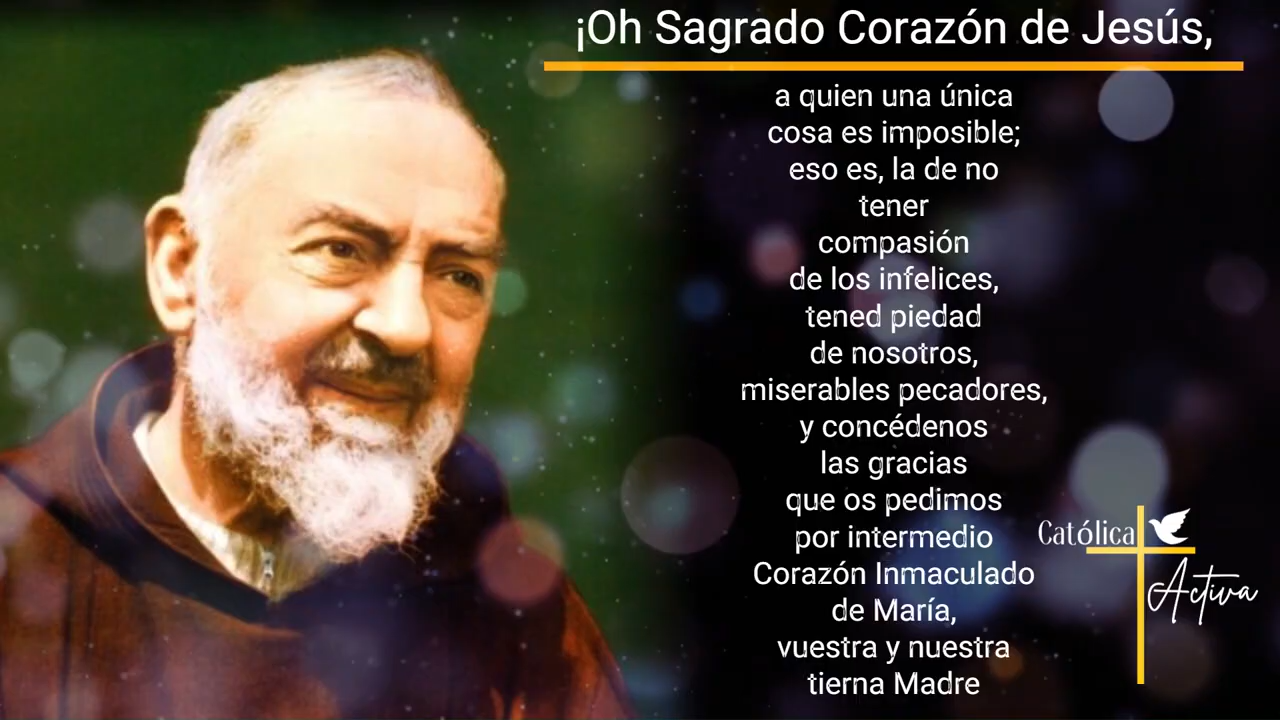 ¡Oh Sagrado Corazón de Jesús,
a quien una única
cosa es imposible;
eso es, la de no
tener
compasión
de los infelices,
tened piedad
de nosotros,
miserables pecadores,
y concédenos
las gracias
que os pedimos
por intermedio
Corazón Inmaculado
de María,
vuestra y nuestra
tierna Madre
Católica
Activa